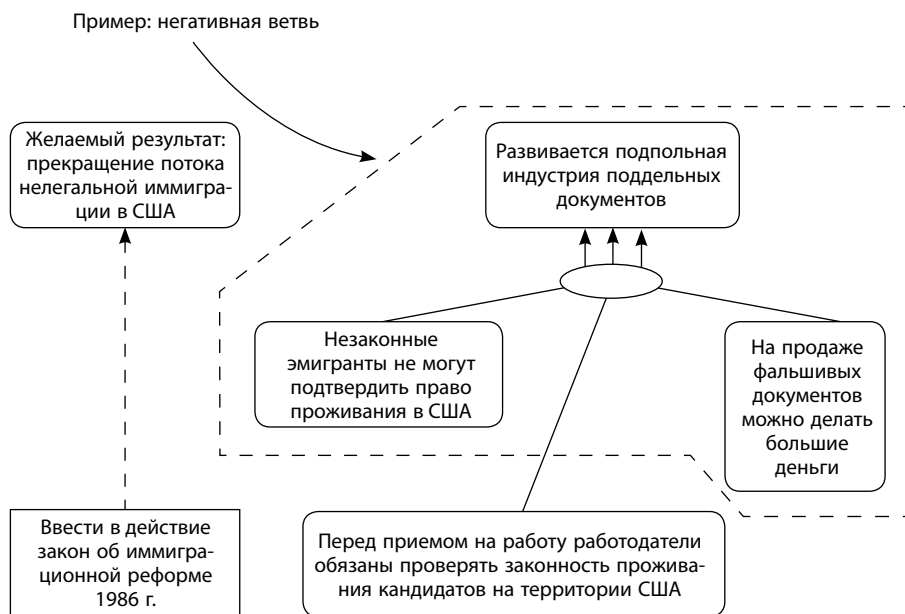 Пример: негативная ветвь
Желаемый результат:
прекращение потока
нелегальной иммигра-
ции в США
Развивается подпольная
индустрия поддельных
документов
Незаконные
эмигранты не могут
подтвердить право
проживания в США
На продаже
фальшивых
документов
можно делать
большие
деньги
Ввести в действие
закон об иммигра-
ционной реформе
1986 г.
Перед приемом на работу работодатели
обязаны проверять законность прожива-
ния кандидатов на территории США